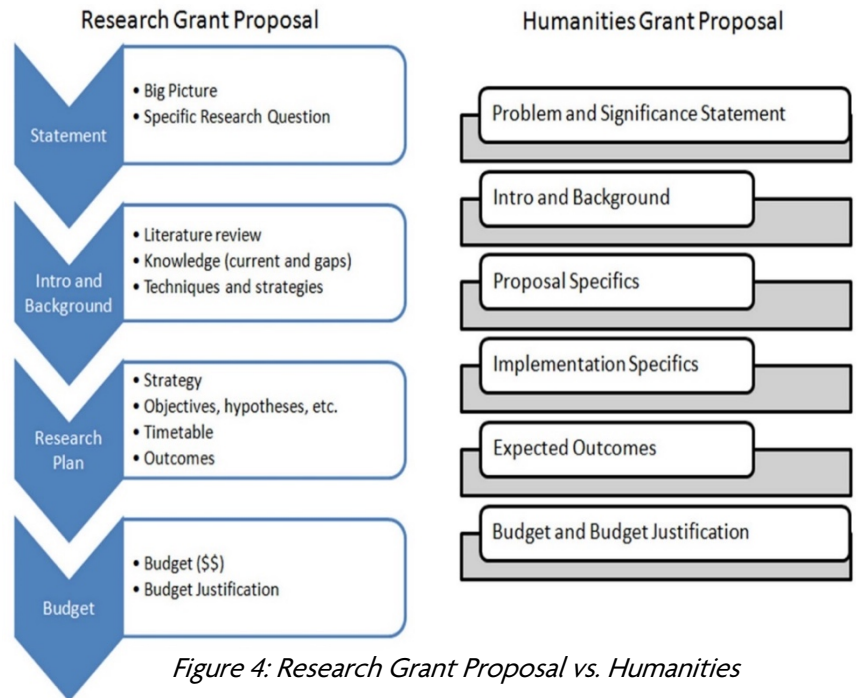 Research Grant Proposal
Statement
• Big Picture
• Specific Research Question
Intro and
Background
• Literature review
• Knowledge (current and gaps)
• Techniques and strategies
Research
Plan
• Strategy
• Objectives, hypotheses, etc.
• Timetable
• Outcomes
Budget
• Budget ($$)
• Budget Justification
Humanities Grant Proposal
Problem and Significance Statement
Intro and Background
Proposal Specifics
Implementation Specifics
Expected Outcomes
Budget and Budget Justification
Figure 4: Research Grant Proposal vs. Humanities